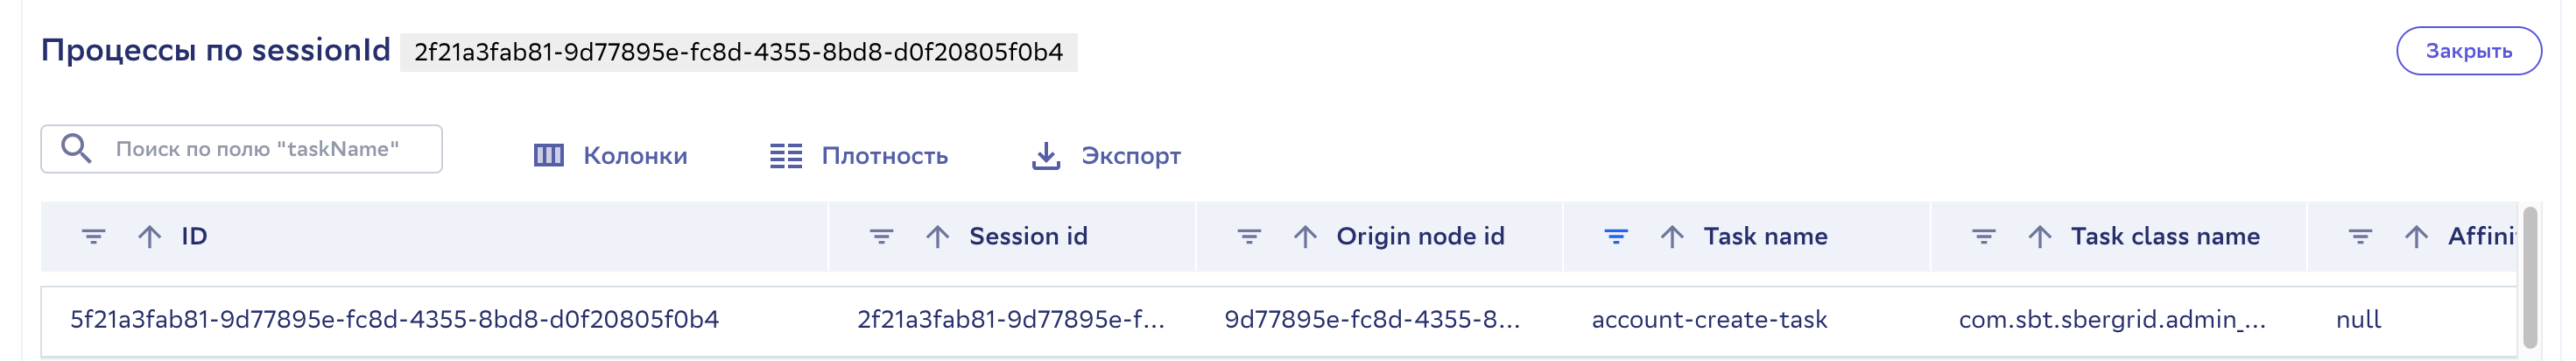 Процессы по sessionId 2f21a3fab81-9d77895e-fc8d-4355-8bd8-d0f20805f0b4 Закрыть
Поиск по полю "taskName" Колонки Плотность Экспорт
ID Session id Origin node id Task name Task class name Affini
5f21a3fab81-9d77895e-fc8d-4355-8bd8-d0f20805f0b4 2f21a3fab81-9d77895e-f... 9d77895e-fc8d-4355-8... account-create-task com.sbt.sbergrid.admin_... null